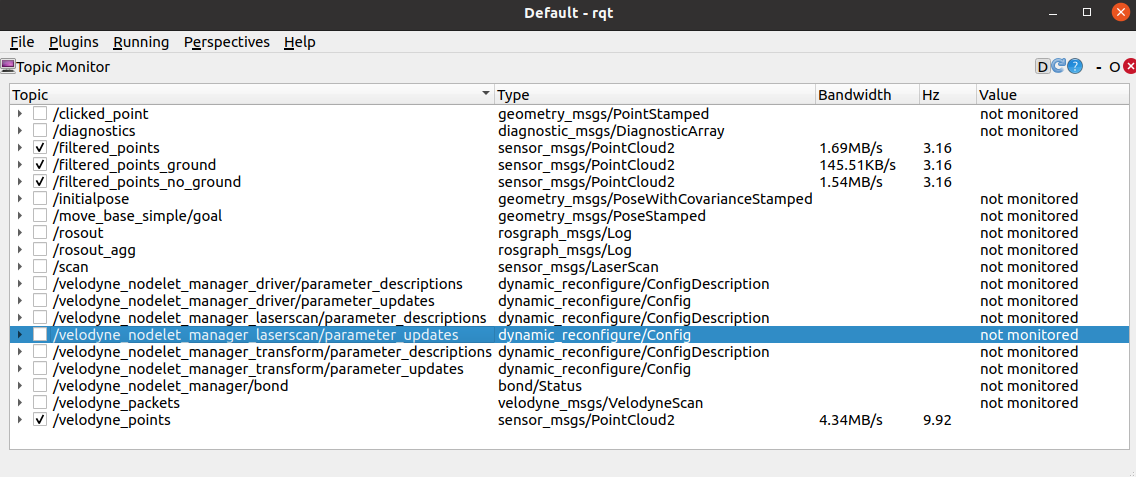 Default - rqt
File Plugins Running Perspectives Help
Topic Monitor D ? - O
Topic Type Bandwidth Hz Value
/clicked_point geometry_msgs/PointStamped not monitored
/diagnostics diagnostic_msgs/DiagnosticArray not monitored
/filtered_points sensor_msgs/PointCloud2 1.69MB/s 3.16
/filtered_points_ground sensor_msgs/PointCloud2 145.51KB/s 3.16
/filtered_points_no_ground sensor_msgs/PointCloud2 1.54MB/s 3.16
/initialpose geometry_msgs/PoseWithCovarianceStamped not monitored
/move_base_simple/goal geometry_msgs/PoseStamped not monitored
/rosout rosgraph_msgs/Log not monitored
/rosout_agg rosgraph_msgs/Log not monitored
/scan sensor_msgs/LaserScan not monitored
/velodyne_nodelet_manager_driver/parameter_descriptions dynamic_reconfigure/ConfigDescription not monitored
/velodyne_nodelet_manager_driver/parameter_updates dynamic_reconfigure/Config not monitored
/velodyne_nodelet_manager_laserscan/parameter_descriptions dynamic_reconfigure/ConfigDescription not monitored
/velodyne_nodelet_manager_laserscan/parameter_updates dynamic_reconfigure/Config not monitored
/velodyne_nodelet_manager_transform/parameter_descriptions dynamic_reconfigure/ConfigDescription not monitored
/velodyne_nodelet_manager_transform/parameter_updates dynamic_reconfigure/Config not monitored
/velodyne_nodelet_manager/bond bond/Status not monitored
/velodyne_packets velodyne_msgs/VelodyneScan not monitored
/velodyne_points sensor_msgs/PointCloud2 4.34MB/s 9.92